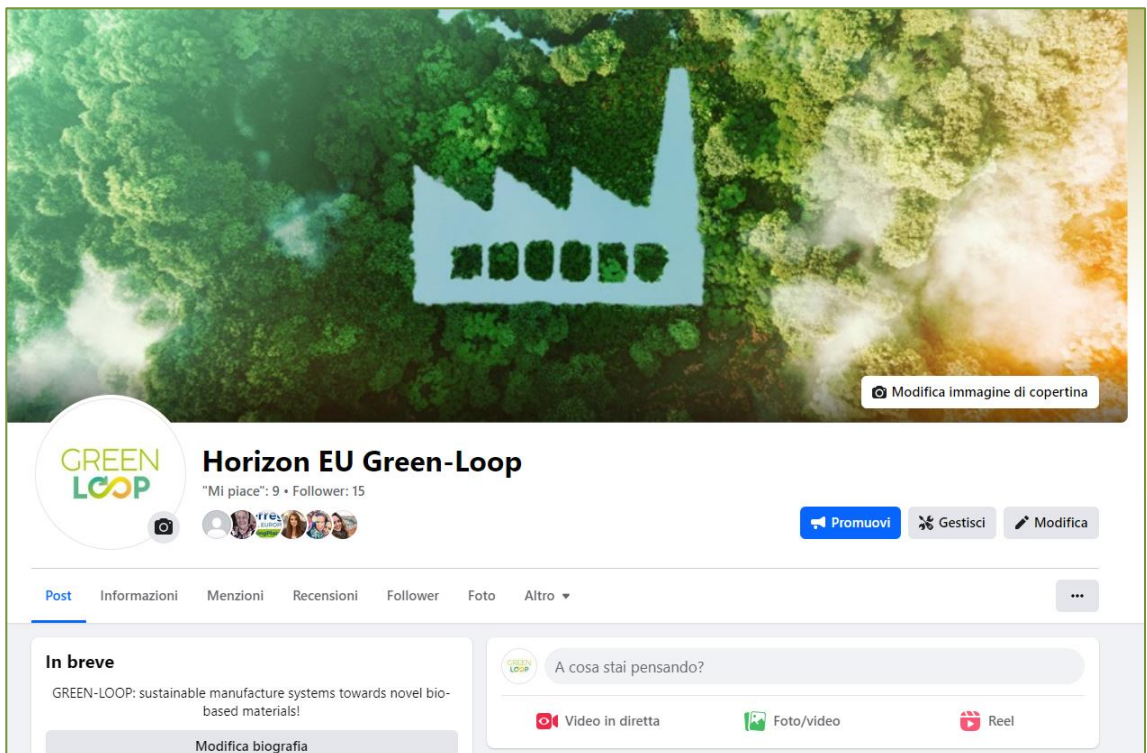 Modifica immagine di copertina
GREEN
LOOP
Horizon EU Green-Loop
"Mi piace": 9 • Follower: 15
Promuovi
Gestisci
Modifica
Post
Informazioni
Menzioni
Recensioni
Follower
Foto
Altro
In breve
GREEN-LOOP: sustainable manufacture systems towards novel bio-
based materials!
Modifica biografia
GREEN
LOOP
A cosa stai pensando?
Video in diretta
Foto/video
Reel